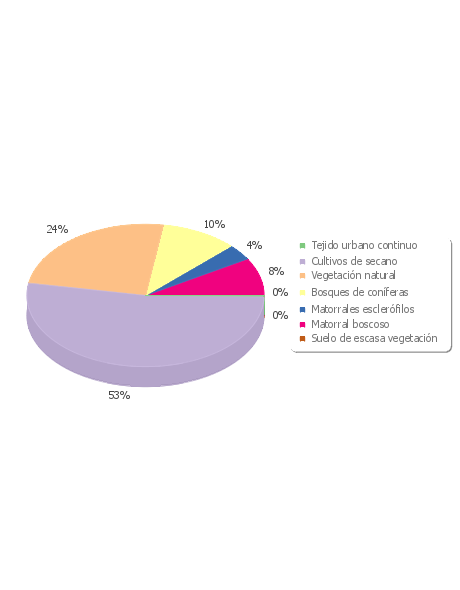 10%
24%
4%
8%
0%
0%
53%
Tejido urbano continuo
Cultivos de secano
Vegetación natural
Bosques de coníferas
Matorrales esclerófilos
Matorral boscoso
Suelo de escasa vegetación